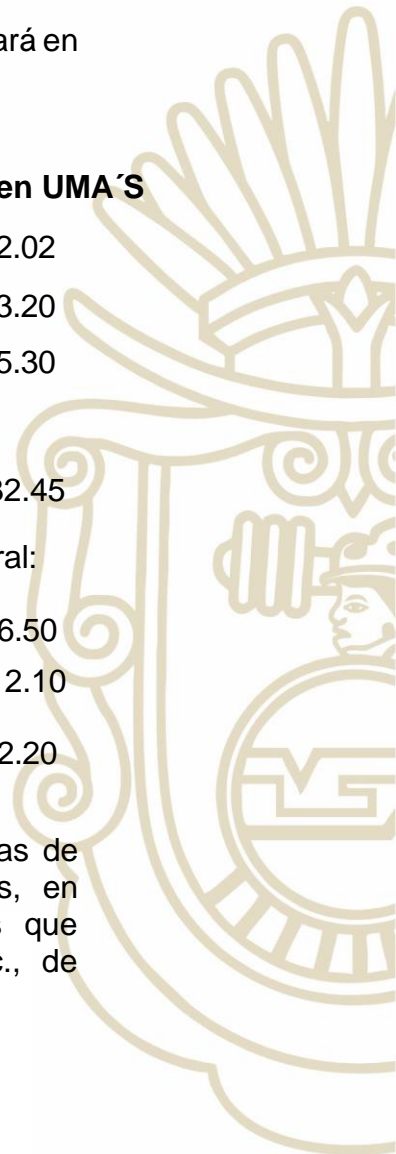 ará en
en UMA´S
2.02
3.20
5.30
32.45
ral:
6.50
2.10
2.20
as de
s, en
s que
c., de